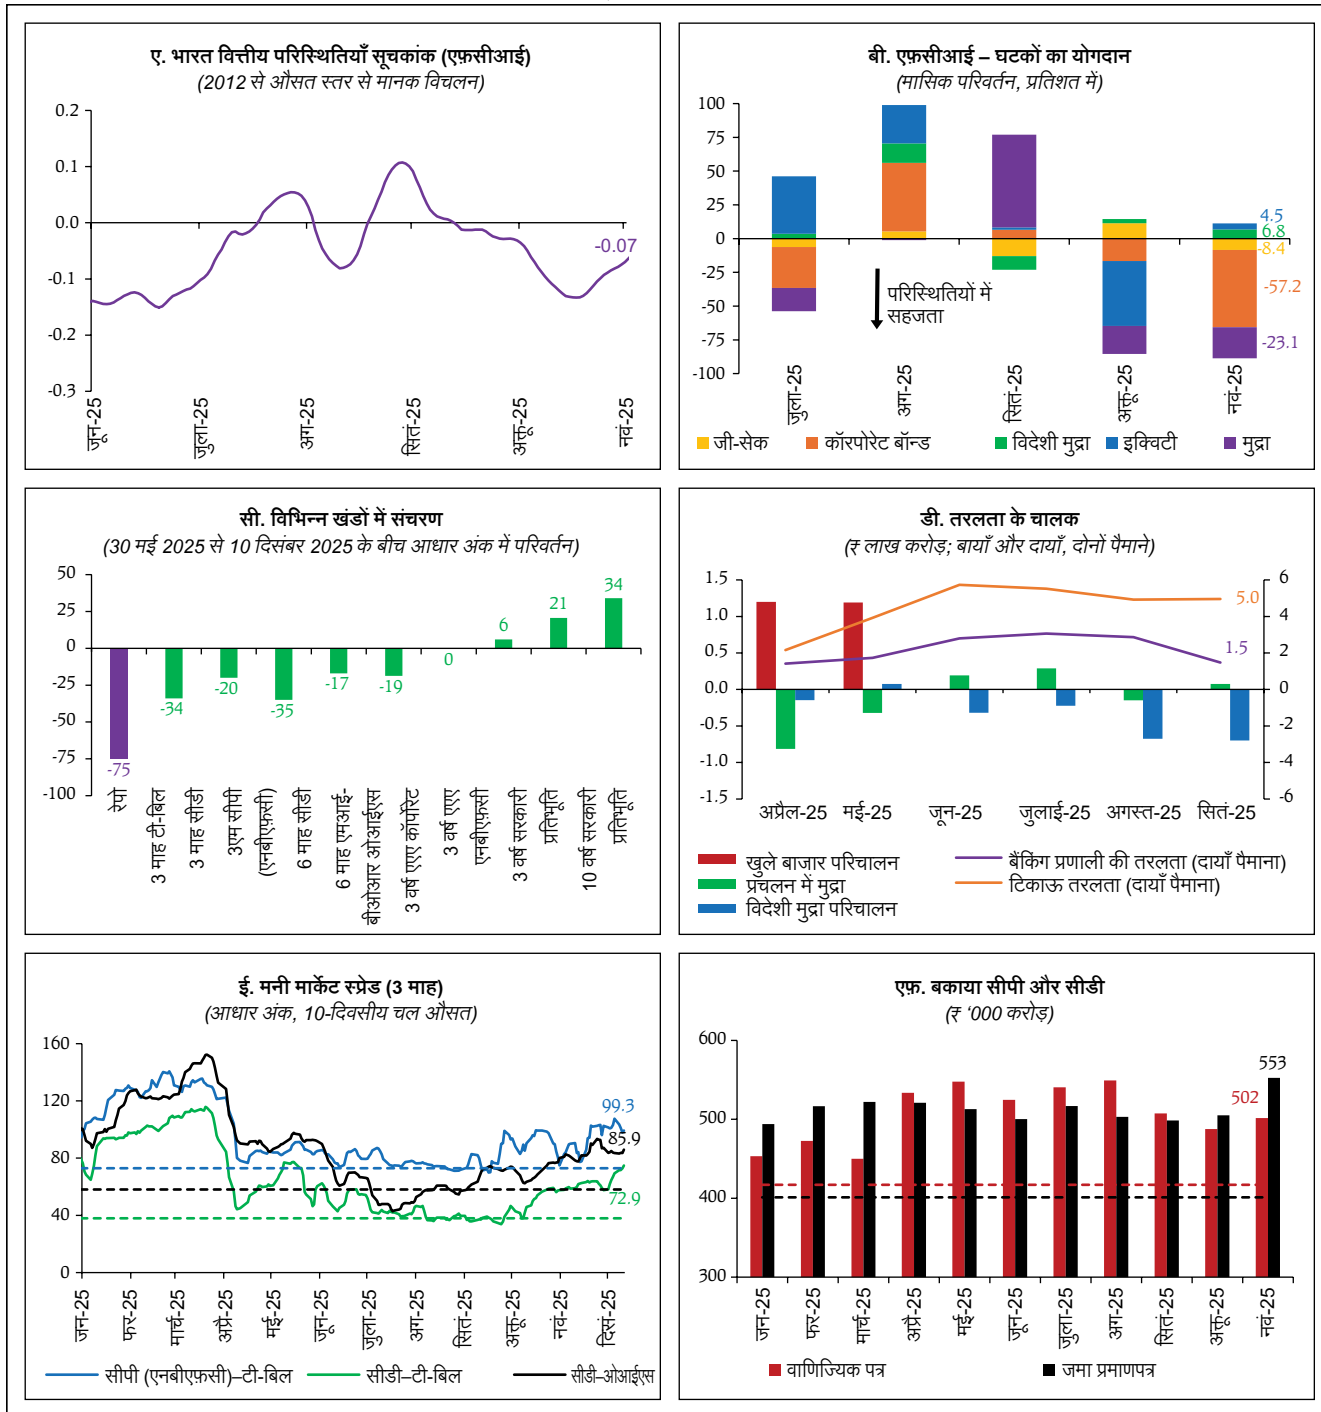 ए. भारत वित्तीय परिस्थितियाँ सूचकांक (एफ़सीआई)
(2012 से औसत स्तर से मानक विचलन)
0.2
0.1
0.0
-0.1
-0.2
-0.3
-0.07
जून-25
जुला-25
अग-25
सितं-25
अक्तू-25
नवं-25
बी. एफ़सीआई – घटकों का योगदान
(मासिक परिवर्तन, प्रतिशत में)
100
75
50
25
0
-25
-50
-75
-100
4.5
6.8
-8.4
-57.2
-23.1
परिस्थितियों में
सहजता
जुला-25
अग-25
सितं-25
अक्तू-25
नवं-25
जी-सेक
कॉरपोरेट बॉन्ड
विदेशी मुद्रा
इक्विटी
मुद्रा
सी. विभिन्न खंडों में संचरण
(30 मई 2025 से 10 दिसंबर 2025 के बीच आधार अंक में परिवर्तन)
50
25
0
-25
-50
-75
-100
-75
-34
-20
-35
-17
-19
0
6
21
34
रेपो
3 माह टी-बिल
3 माह सीडी
3एम सीपी
(एनबीएफ़सी)
6 माह सीडी
6 माह एमआई-
बीओआर ओआईएस
3 वर्ष एएए कॉर्पोरेट
3 वर्ष एएए
एनबीएफ़सी
3 वर्ष सरकारी
प्रतिभूति
10 वर्ष सरकारी
प्रतिभूति
डी. तरलता के चालक
(₹ लाख करोड़; बायाँ और दायाँ, दोनों पैमाने)
1.5
1.0
0.5
0.0
-0.5
-1.0
-1.5
6
4
2
0
-2
-4
-6
5.0
1.5
अप्रैल-25
मई-25
जून-25
जुलाई-25
अगस्त-25
सितं-25
खुले बाजार परिचालन
प्रचलन में मुद्रा
विदेशी मुद्रा परिचालन
बैंकिंग प्रणाली की तरलता (दायाँ पैमाना)
टिकाऊ तरलता (दायाँ पैमाना)
ई. मनी मार्केट स्प्रेड (3 माह)
(आधार अंक, 10-दिवसीय चल औसत)
160
120
80
40
0
99.3
85.9
72.9
जन-25
फर-25
मार्च-25
अप्रै-25
मई-25
जून-25
जुला-25
अग-25
सितं-25
अक्तू-25
नवं-25
दिसं-25
सीपी (एनबीएफ़सी)–टी-बिल
सीडी–टी-बिल
सीडी–ओआईएस
एफ़. बकाया सीपी और सीडी
(₹ ‘000 करोड़)
600
500
400
300
553
502
जन-25
फर-25
मार्च-25
अप्रै-25
मई-25
जून-25
जुला-25
अग-25
सितं-25
अक्तू-25
नवं-25
वाणिज्यिक पत्र
जमा प्रमाणपत्र